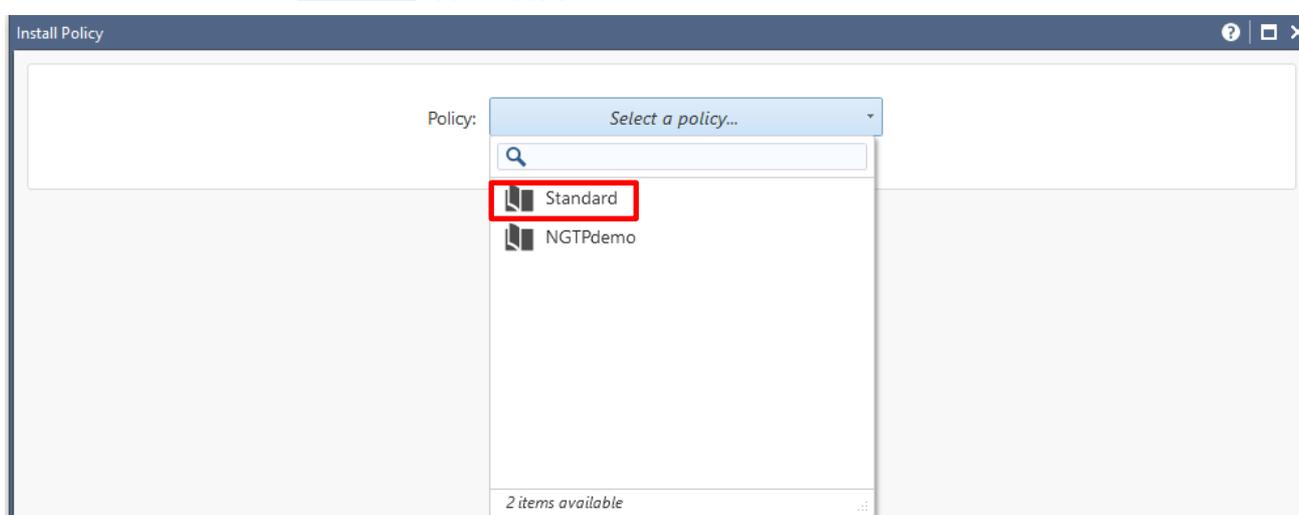 Install Policy
Policy:
Select a policy...
Standard
NGTPdemo
2 items available